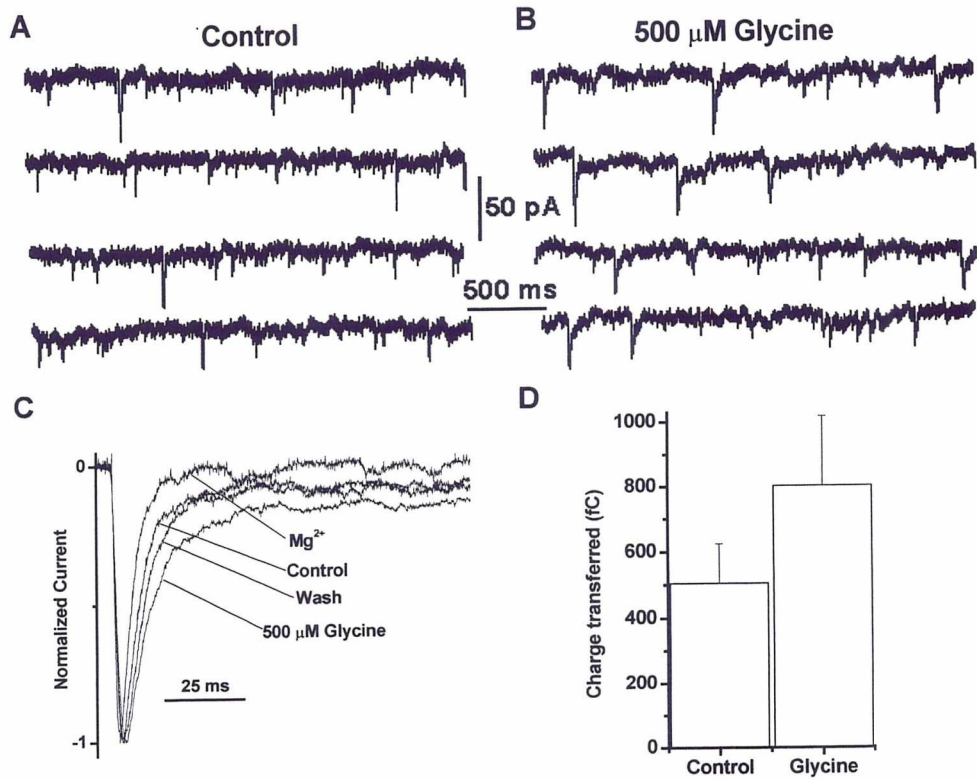 A
Control
B
500 μM Glycine
50 pA
500 ms
C
0
Normalized Current
-1
Mg²⁺
Control
Wash
500 μM Glycine
25 ms
D
Charge transferred (fC)
1000
800
600
400
200
0
Control
Glycine